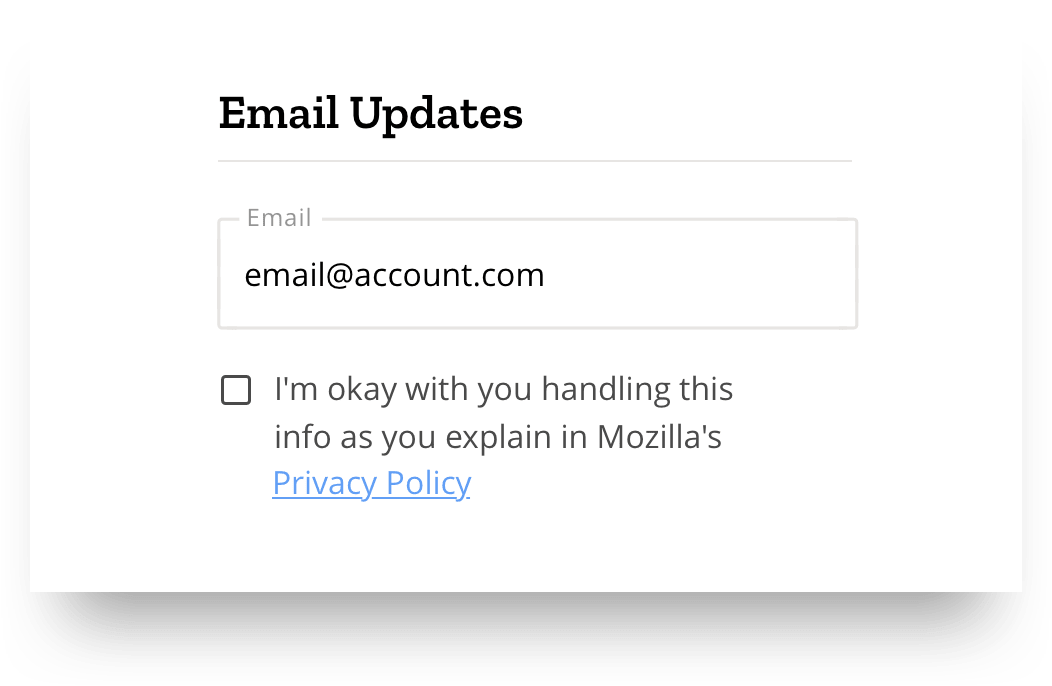 Email Updates
Email
email@account.com
I'm okay with you handling this
info as you explain in Mozilla's
Privacy Policy